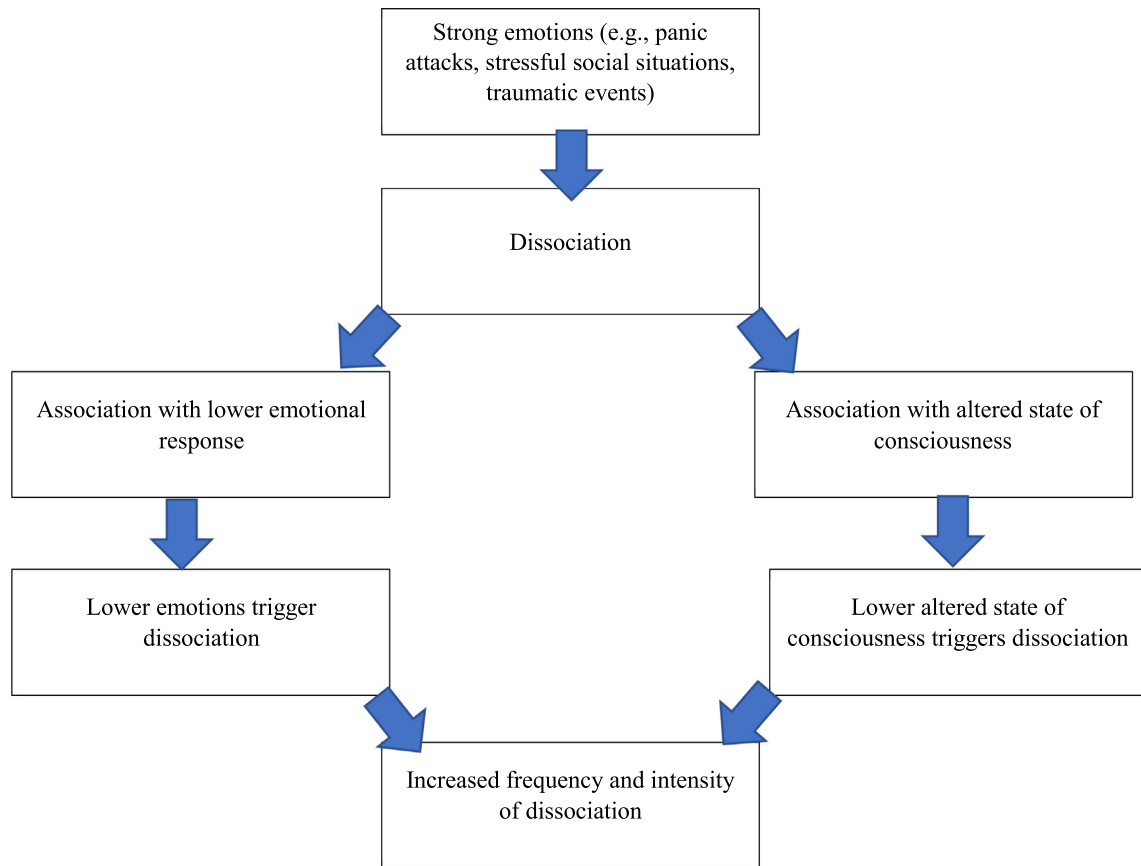 Strong emotions (e.g., panic
attacks, stressful social situations,
traumatic events)
Dissociation
Association with lower emotional
response
Association with altered state of
consciousness
Lower emotions trigger
dissociation
Lower altered state of
consciousness triggers dissociation
Increased frequency and intensity
of dissociation